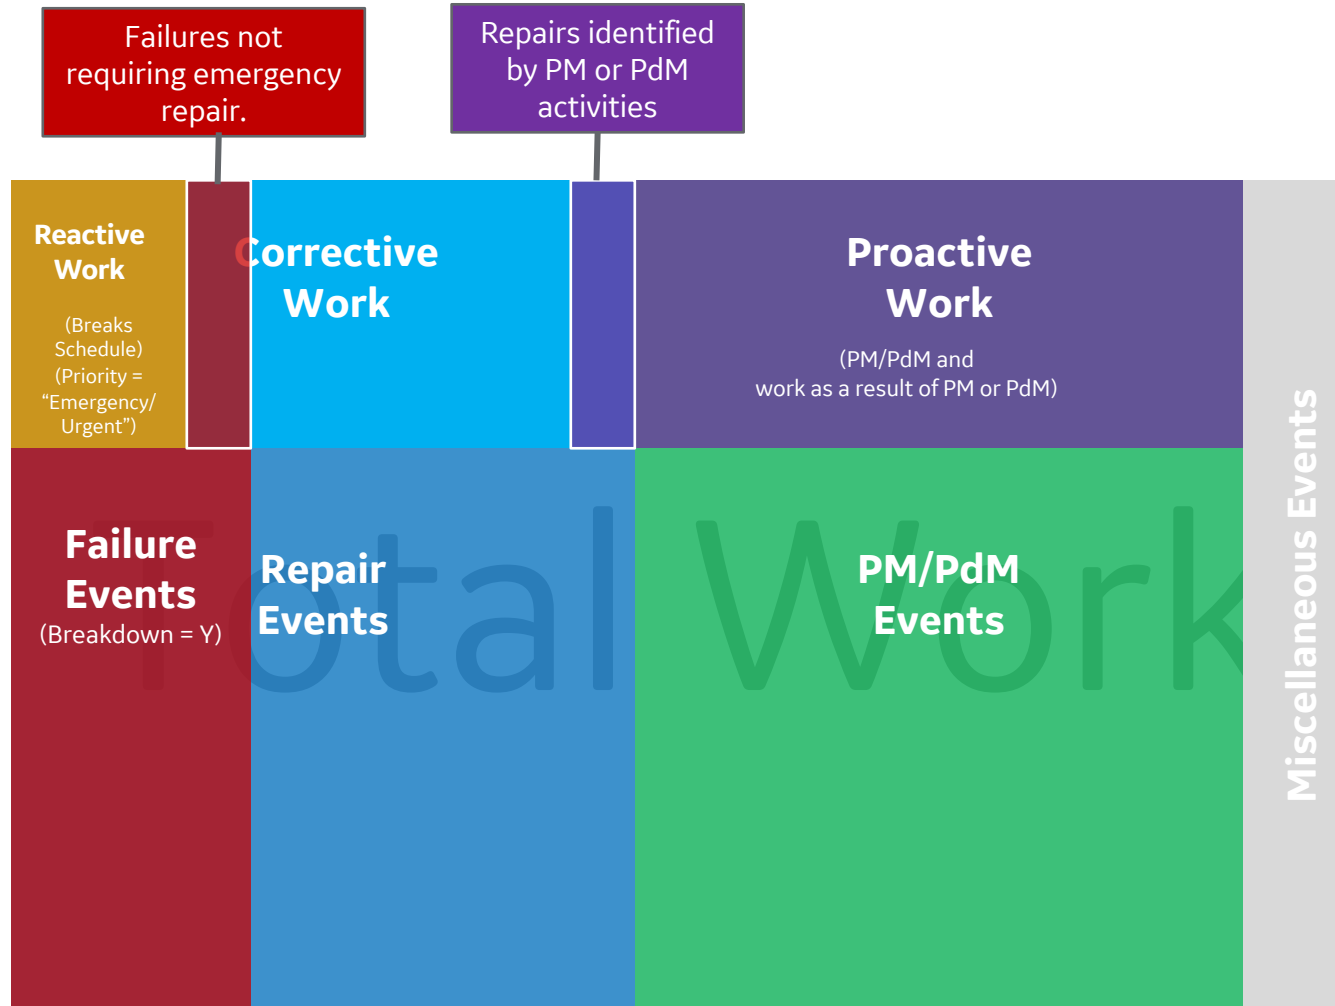 Failures not
requiring emergency
repair.
Repairs identified
by PM or PdM
activities
Reactive
Work
(Breaks
Schedule)
(Priority =
“Emergency/
Urgent”)
Corrective
Work
Proactive
Work
(PM/PdM and
work as a result of PM or PdM)
Miscellaneous Events
Total Work
Failure
Events
(Breakdown = Y)
Repair
Events
PM/PdM
Events